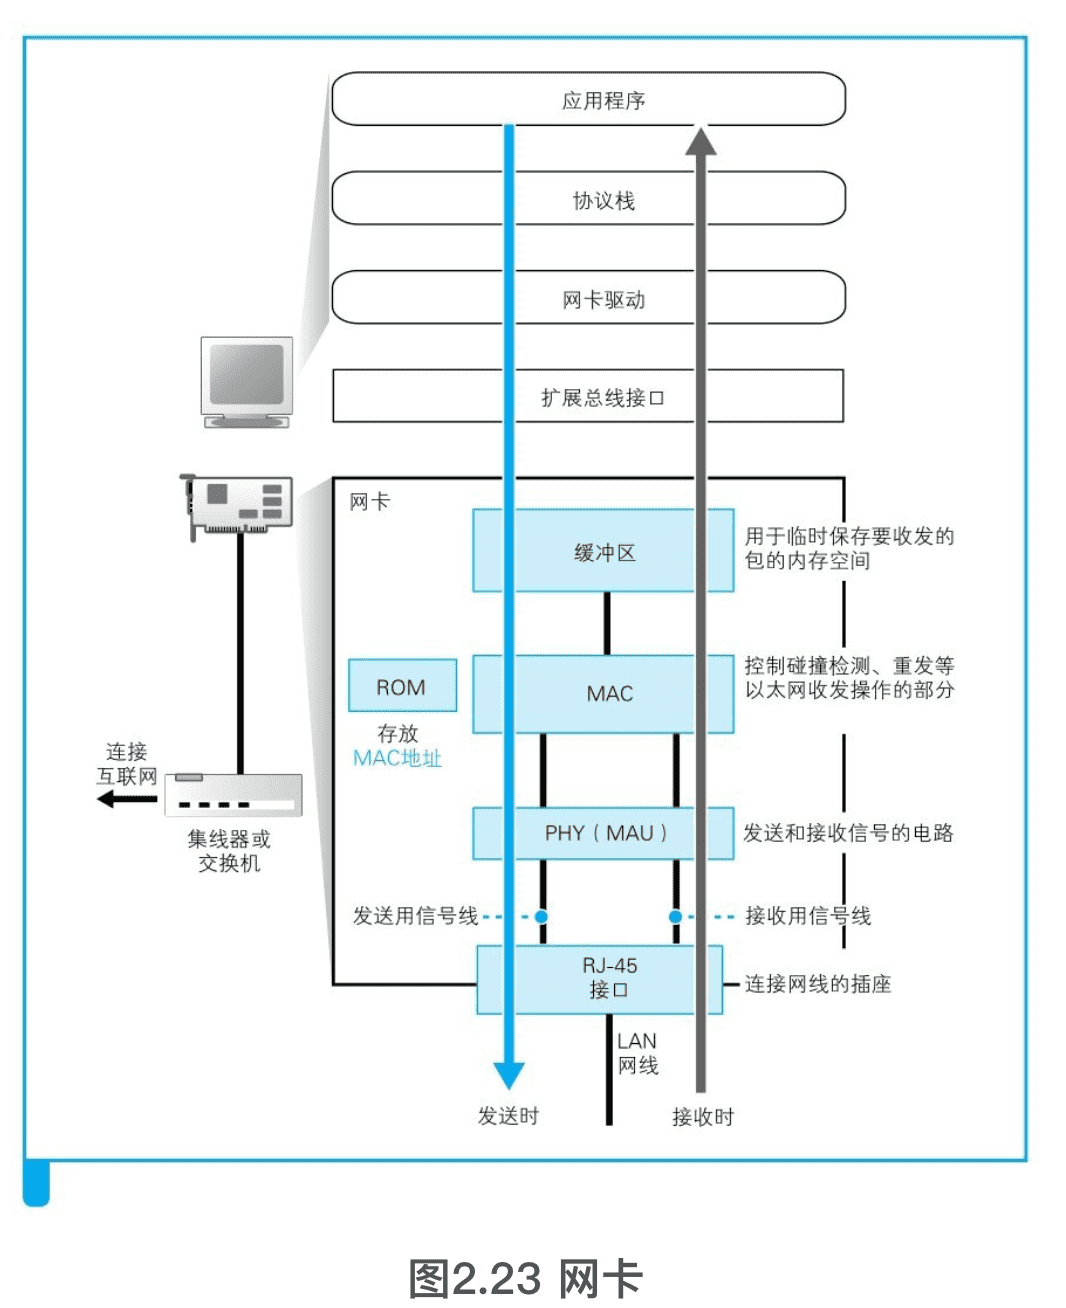 应用程序
协议栈
网卡驱动
扩展总线接口
网卡
缓冲区
用于临时保存要收发的
包的内存空间
ROM
存放
MAC地址
MAC
控制碰撞检测、重发等
以太网收发操作的部分
连接
互联网
集线器或
交换机
PHY（MAU）
发送和接收信号的电路
发送用信号线
接收用信号线
RJ-45
接口
连接网线的插座
LAN
网线
发送时
接收时
图2.23 网卡